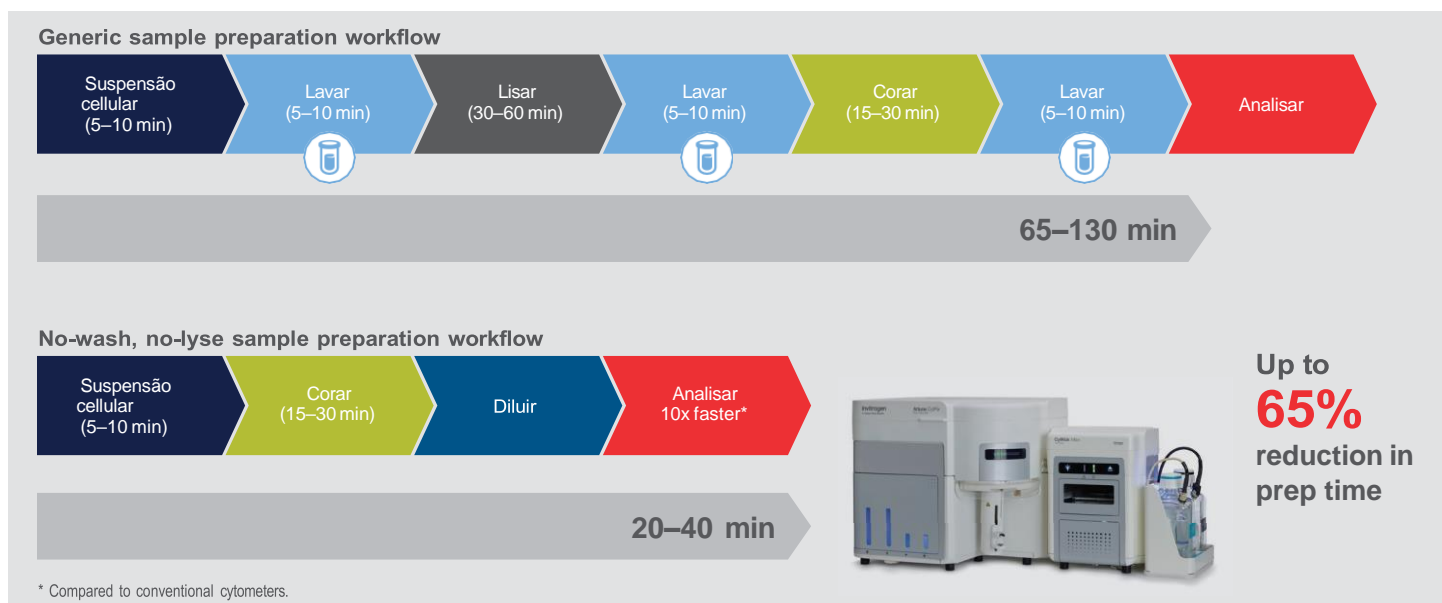 Generic sample preparation workflow
Suspensão
cellular
(5–10 min)
Lavar
(5–10 min)
Lisar
(30–60 min)
Lavar
(5–10 min)
Corar
(15–30 min)
Lavar
(5–10 min)
Analisar
65–130 min
No-wash, no-lyse sample preparation workflow
Suspensão
cellular
(5–10 min)
Corar
(15–30 min)
Diluir
Analisar
10x faster*
20–40 min
invitrogen
Attune
CytKick
Up to
65%
reduction in
prep time
* Compared to conventional cytometers.